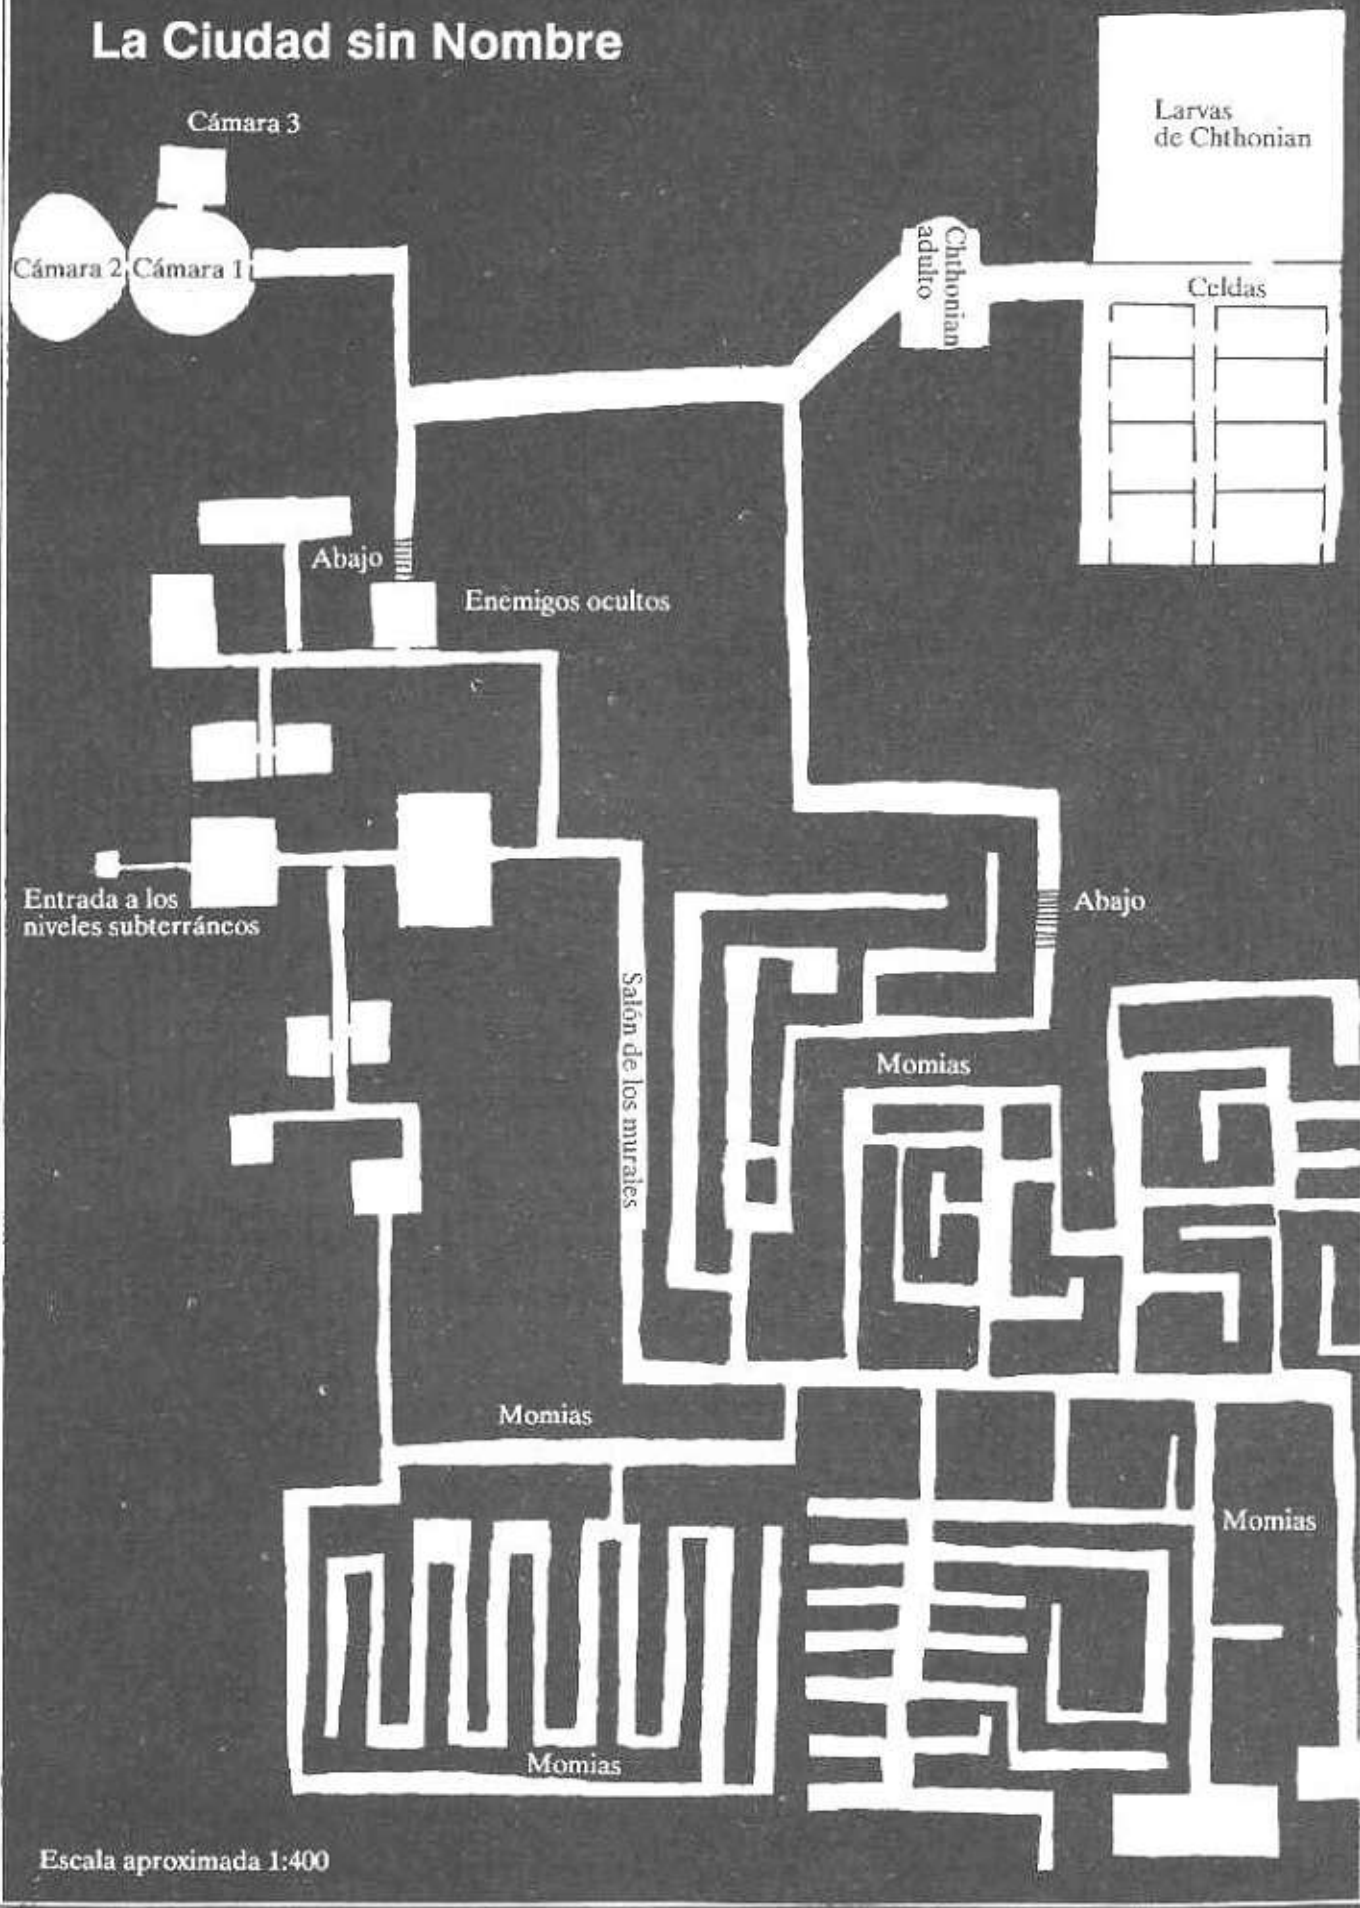 La Ciudad sin Nombre
Cámara 3
Larvas
de Chthonian
Cámara 2
Cámara 1
Chthonian
adulto
Celdas
Abajo
Enemigos ocultos
Entrada a los
niveles subterráneos
Abajo
Salón de los murales
Momias
Momias
Momias
Momias
Escala aproximada 1:400